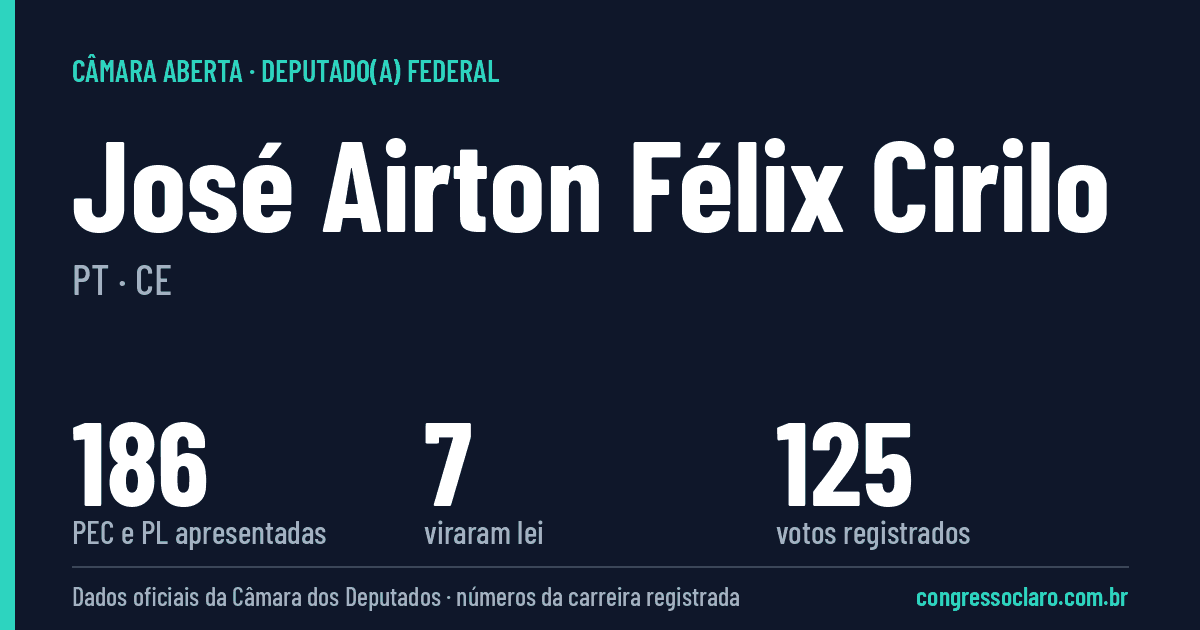 CÂMARA ABERTA · DEPUTADO(A) FEDERAL
José Airton Félix Cirilo
PT · CE
186 7 125
PEC e PL apresentadas viraram lei votos registrados
Dados oficiais da Câmara dos Deputados · números da carreira registrada congressoclaro.com.br